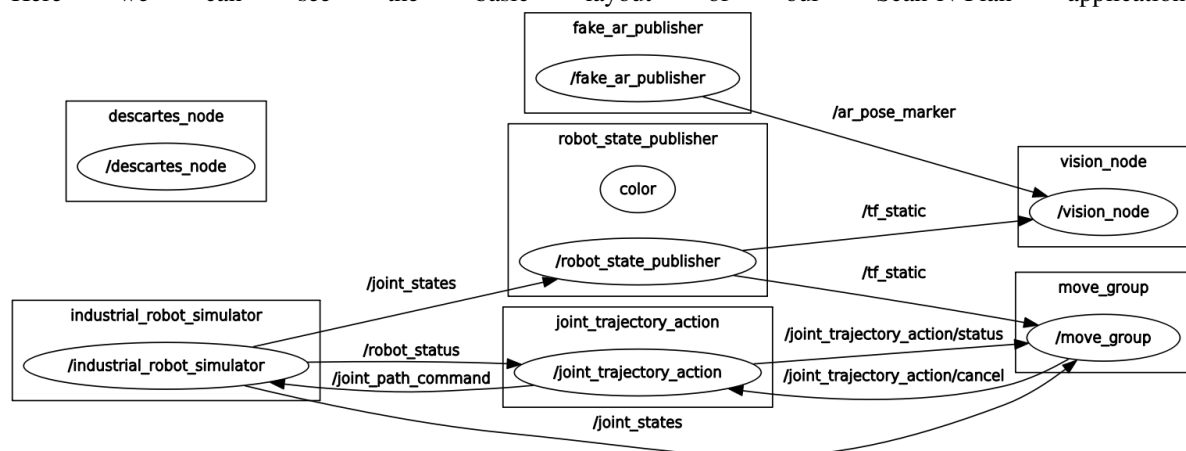 Here we can see the basic layout of our Scan-N-Plan application
fake_ar_publisher
/fake_ar_publisher
descartes_node
/descartes_node
/ar_pose_marker
robot_state_publisher
color
/robot_state_publisher
vision_node
/vision_node
/tf_static
/tf_static
/joint_states
industrial_robot_simulator
/industrial_robot_simulator
/robot_status
/joint_path_command
joint_trajectory_action
/joint_trajectory_action
/joint_trajectory_action/status
/joint_trajectory_action/cancel
move_group
/move_group
/joint_states